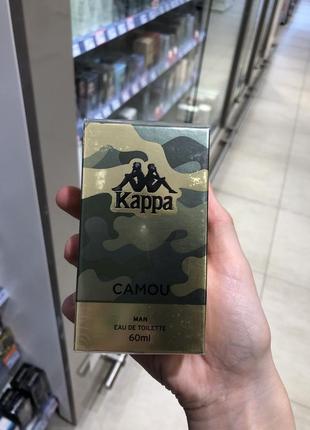 Kappa
CAMOU
MAN
EAU DE TOILETTE
60ml